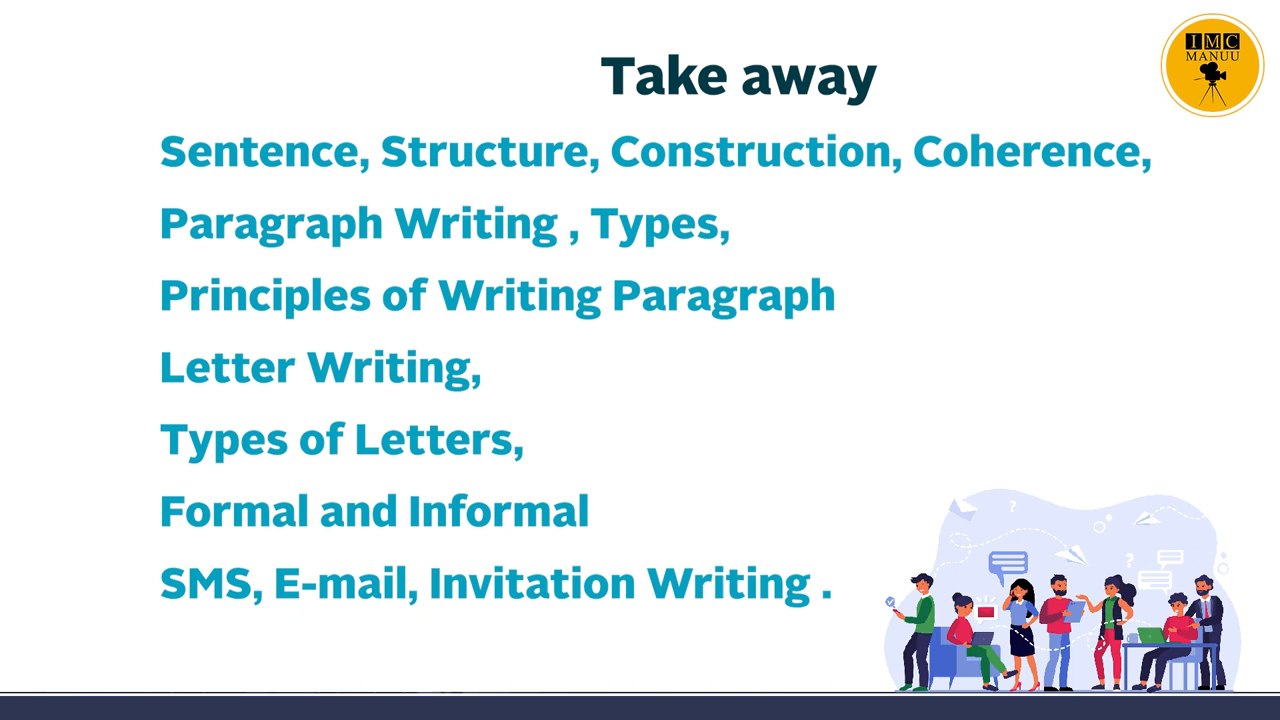 IMC
MANUU
Take away
Sentence, Structure, Construction, Coherence,
Paragraph Writing , Types,
Principles of Writing Paragraph
Letter Writing,
Types of Letters,
Formal and Informal
SMS, E-mail, Invitation Writing .